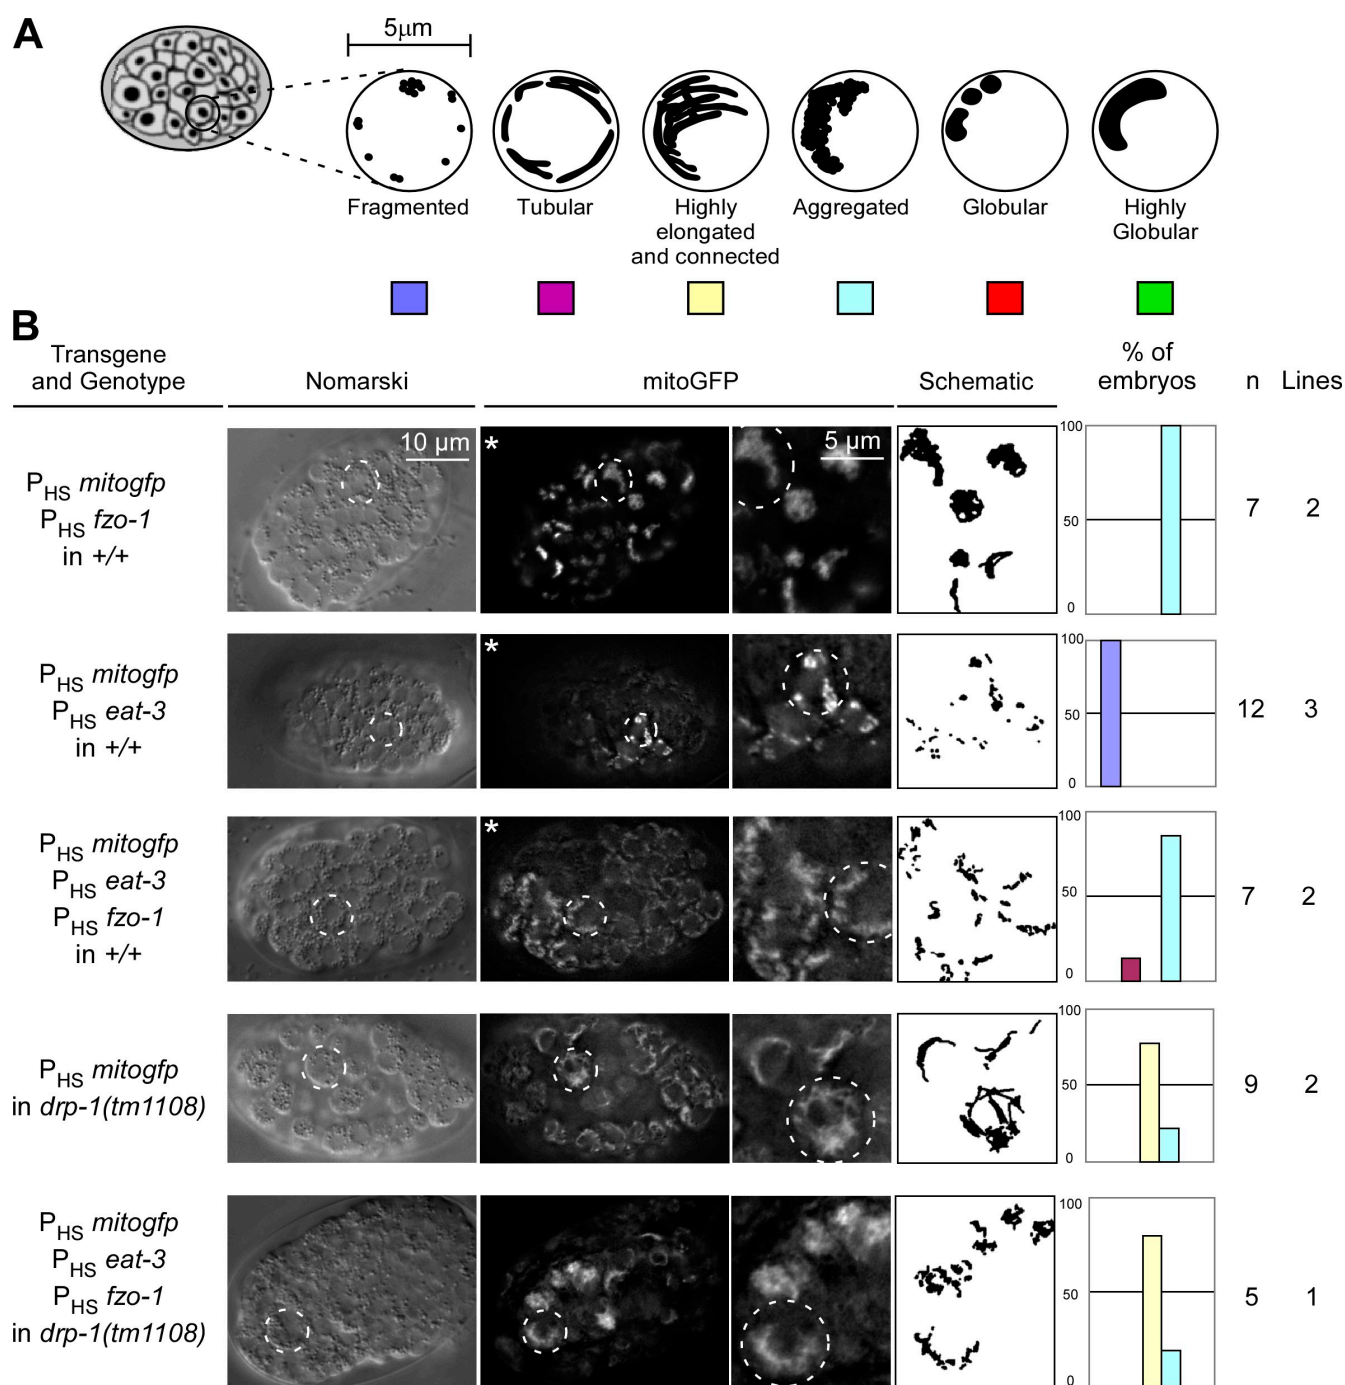 A
5μm
Fragmented
Tubular
Highly
elongated
and connected
Aggregated
Globular
Highly
Globular
B
Transgene
and Genotype
Nomarski
mitoGFP
Schematic
% of
embryos
n
Lines
PHS mitogfp
PHS fzo-1
in +/+
10 μm
*
5 μm
100
50
0
7
2
PHS mitogfp
PHS eat-3
in +/+
*
100
50
0
12
3
PHS mitogfp
PHS eat-3
PHS fzo-1
in +/+
*
100
50
0
7
2
PHS mitogfp
in drp-1(tm1108)
100
50
0
9
2
PHS mitogfp
PHS eat-3
PHS fzo-1
in drp-1(tm1108)
100
50
0
5
1